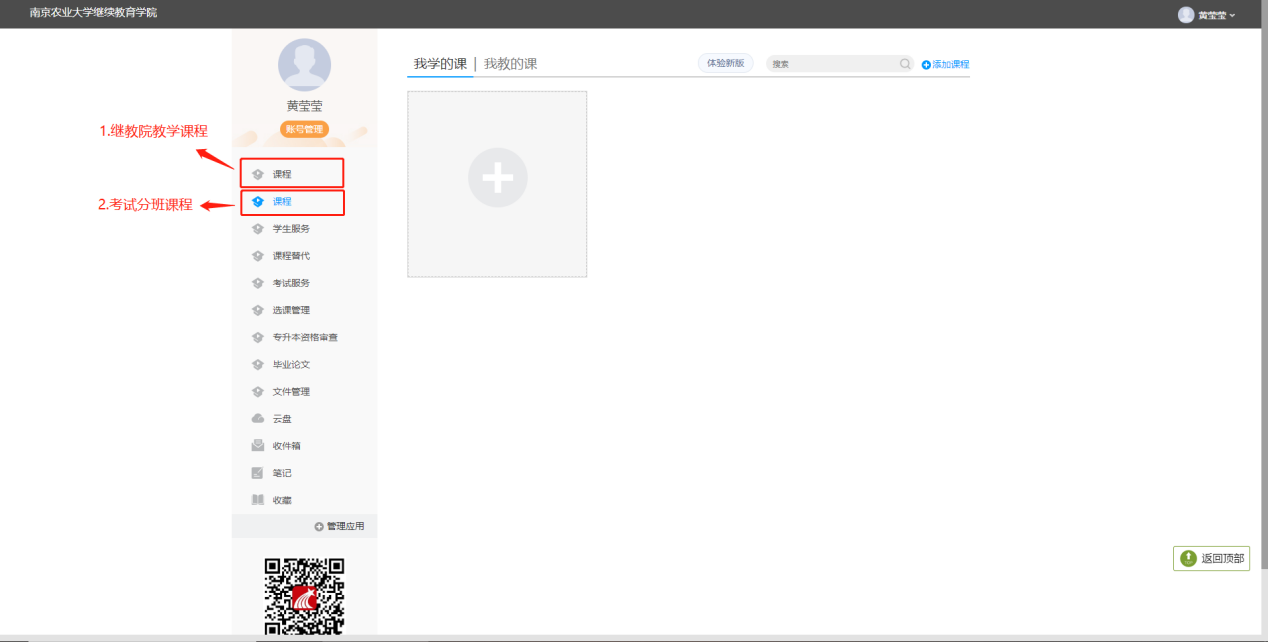 南京农业大学继续教育学院
黄莹莹
我学的课 | 我教的课
体验新版
搜索
添加课程
黄莹莹
账号管理
1.继教院教学课程
课程
2.考试分班课程
课程
学生服务
课程替代
考试服务
选课管理
专升本资格审查
毕业论文
文件管理
云盘
收件箱
笔记
收藏
管理应用
返回顶部